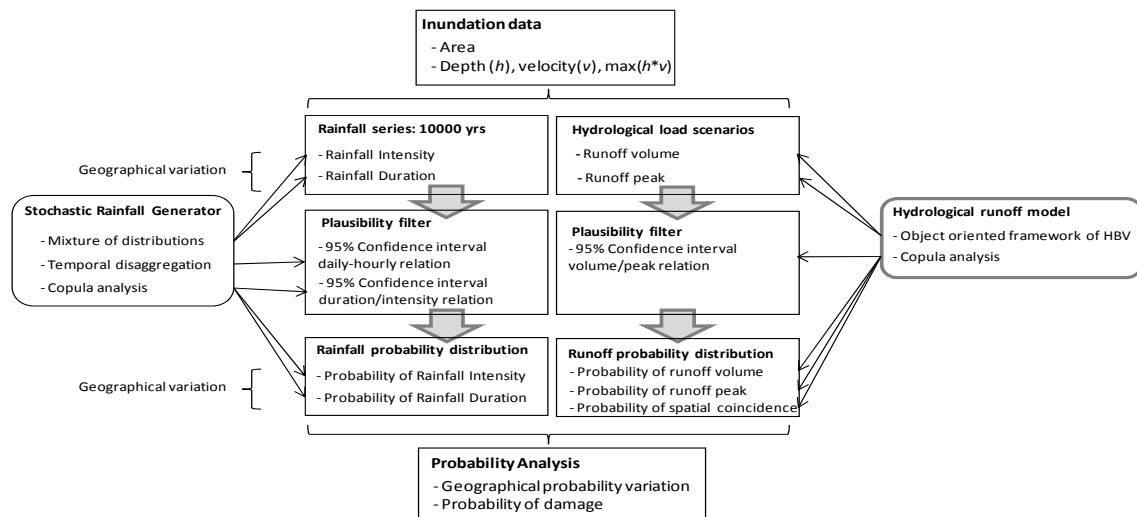 Inundation data
- Area
- Depth (h), velocity(v), max(h*v)
Rainfall series: 10000 yrs
- Rainfall Intensity
- Rainfall Duration
Hydrological load scenarios
- Runoff volume
- Runoff peak
Geographical variation
Stochastic Rainfall Generator
- Mixture of distributions
- Temporal disaggregation
- Copula analysis
Plausibility filter
- 95% Confidence interval
daily-hourly relation
- 95% Confidence interval
duration/intensity relation
Plausibility filter
- 95% Confidence interval
volume/peak relation
Hydrological runoff model
- Object oriented framework of HBV
- Copula analysis
Geographical variation
Rainfall probability distribution
- Probability of Rainfall Intensity
- Probability of Rainfall Duration
Runoff probability distribution
- Probability of runoff volume
- Probability of runoff peak
- Probability of spatial coincidence
Probability Analysis
- Geographical probability variation
- Probability of damage